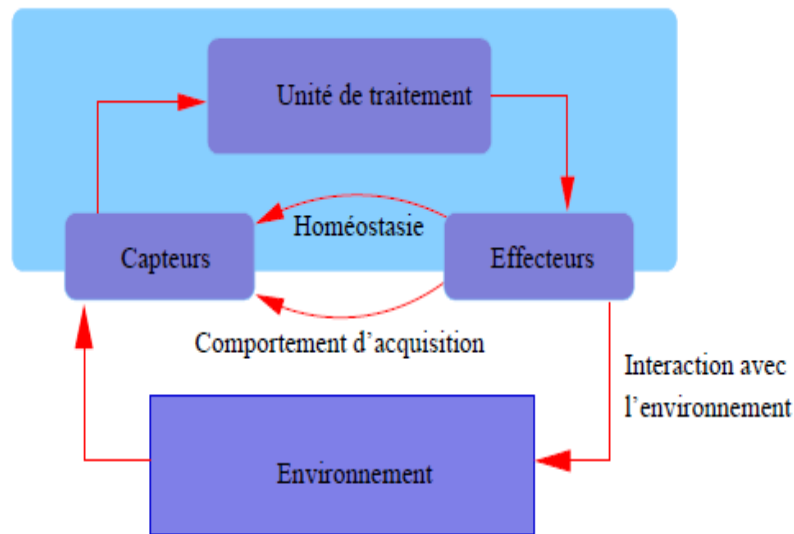 Unité de traitement
Homéostasie
Capteurs
Effecteurs
Comportement d’acquisition
Interaction avec
l’environnement
Environnement